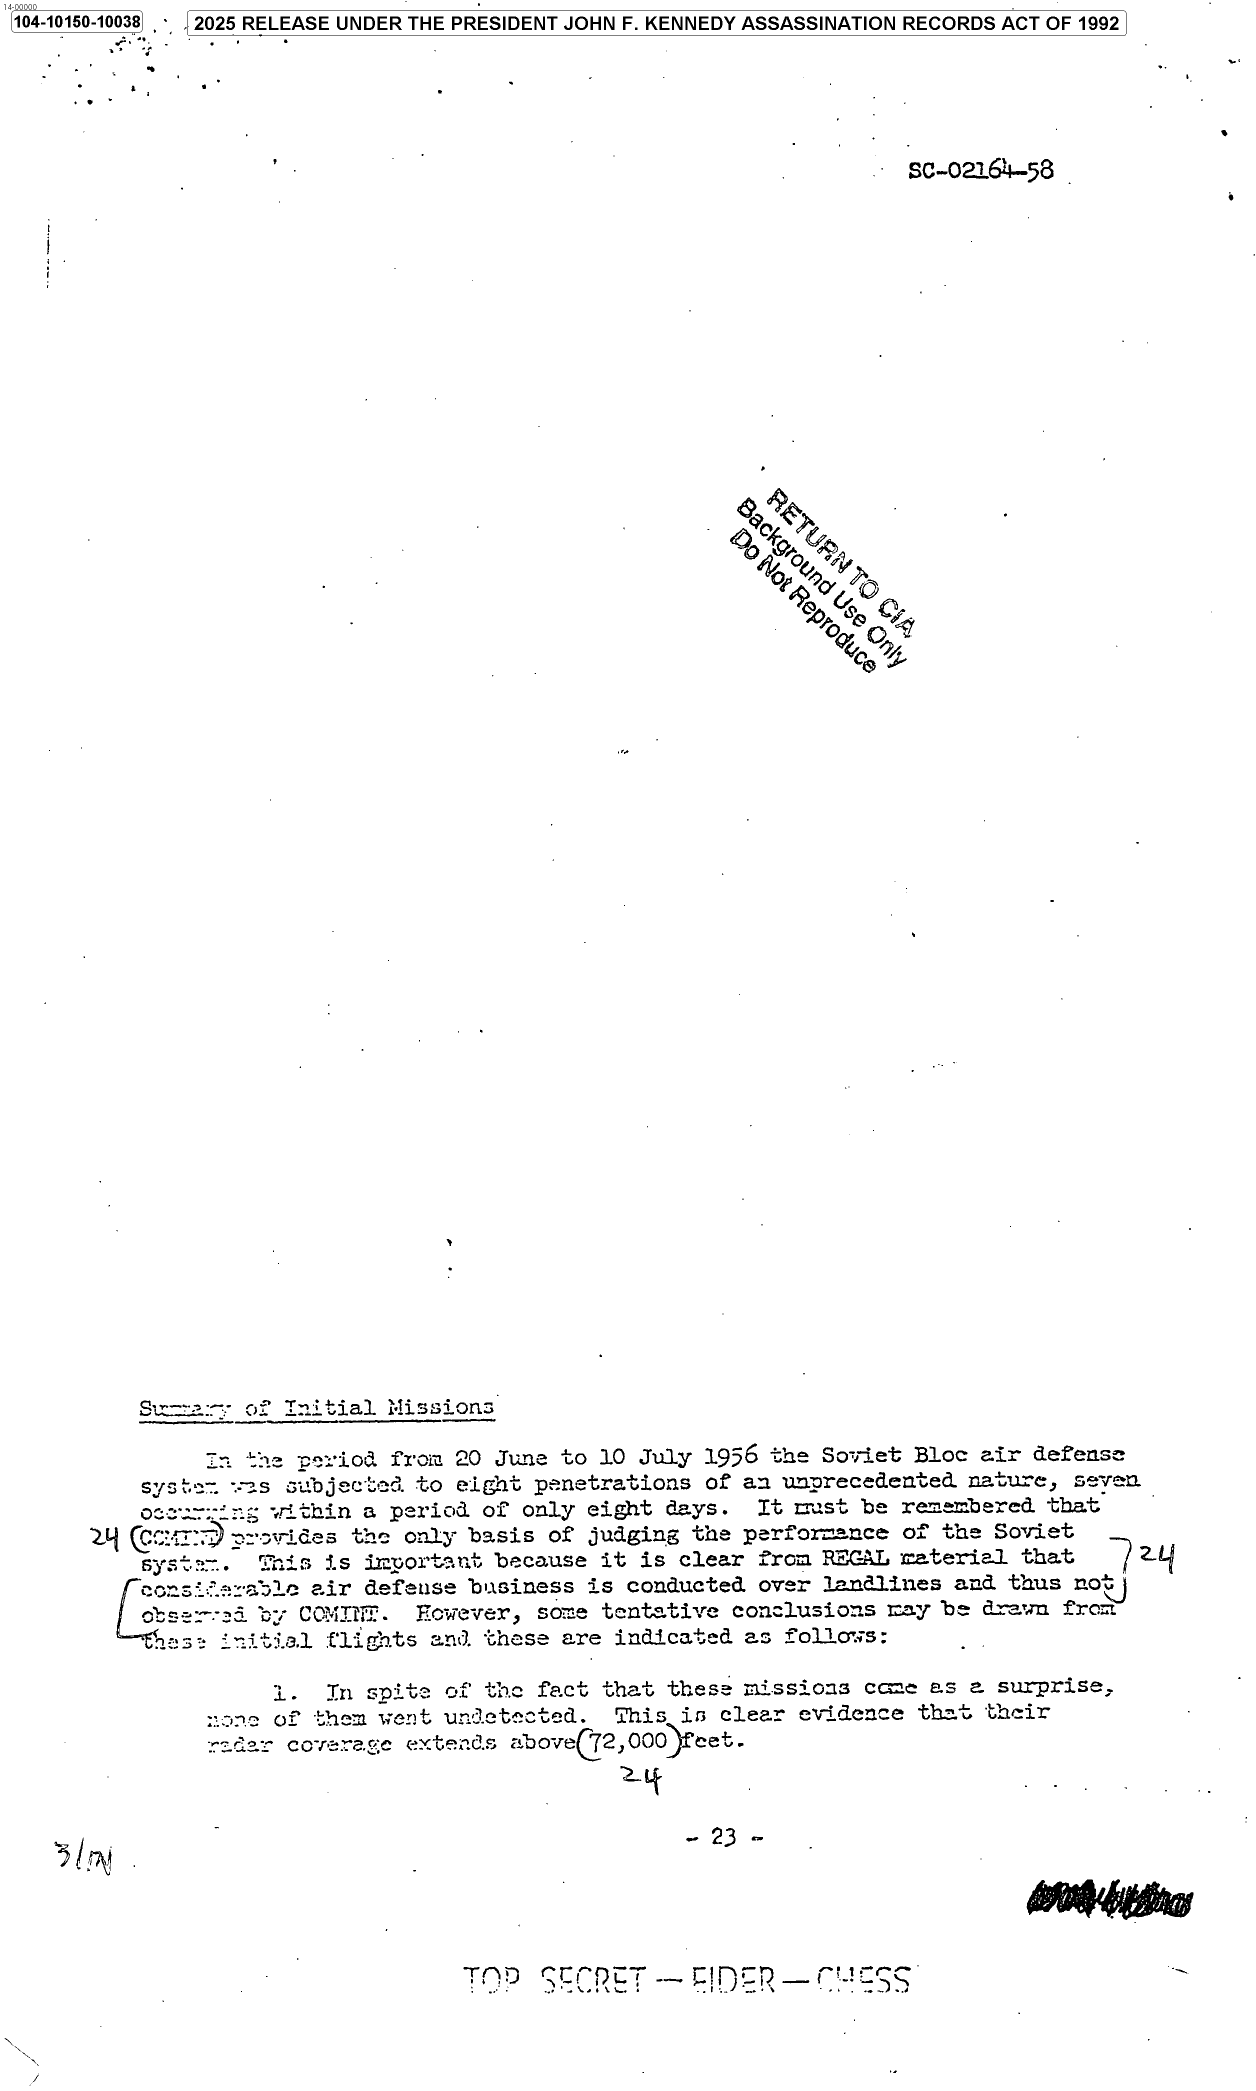 14-00000
104-10150-10038
2025 RELEASE UNDER THE PRESIDENT JOHN F. KENNEDY ASSASSINATION RECORDS ACT OF 1992
SC-02164-58
RETURN TO CIA
Background Use Only
Do Not Reproduce
Summary of Initial Missions
In the period from 20 June to 10 July 1956 the Soviet Bloc air defense
system was subjected to eight penetrations of an unprecedented nature, seven
occurring within a period of only eight days. It must be remembered that
24 COMINT provides the only basis of judging the performance of the Soviet
system. This is important because it is clear from REGAL material that 24
considerable air defense business is conducted over landlines and thus not
observed by COMINT. However, some tentative conclusions may be drawn from
these initial flights and these are indicated as follows:
1. In spite of the fact that these missions came as a surprise,
none of them went undetected. This is clear evidence that their
radar coverage extends above 72,000 feet.
24
- 23 -
TOP SECRET — EIDER — CHESS